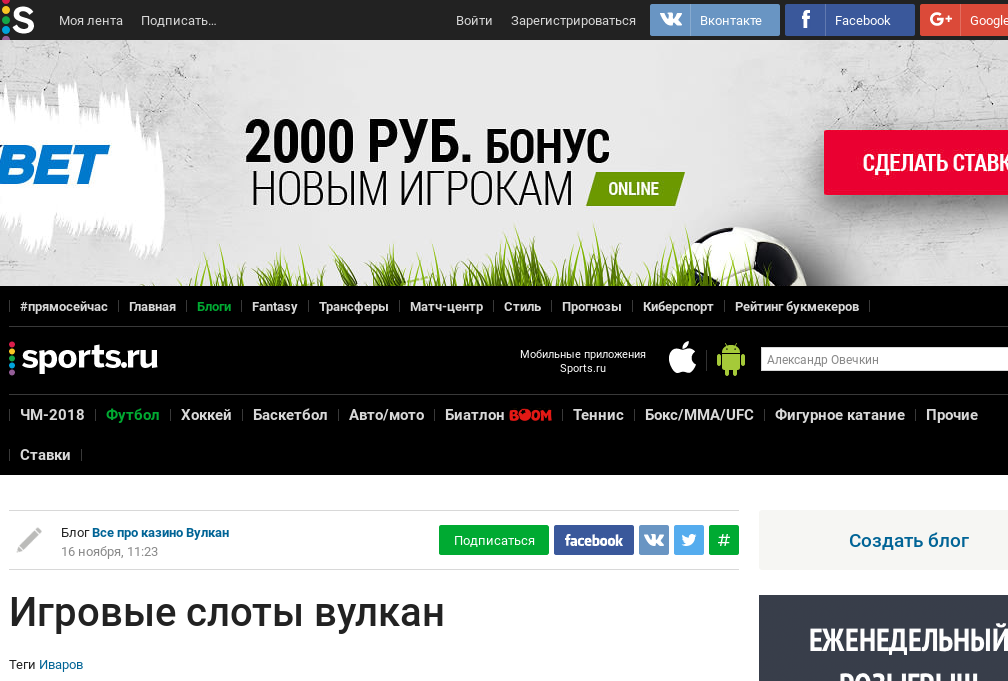 S Моя лента Подписать... Войти Зарегистрироваться Вконтакте Facebook Google
BET
2000 РУБ. БОНУС
НОВЫМ ИГРОКАМ ONLINE
СДЕЛАТЬ СТАВК
#прямосейчас Главная Блоги Fantasy Трансферы Матч-центр Стиль Прогнозы Киберспорт Рейтинг букмекеров
sports.ru
Мобильные приложения
Sports.ru
Александр Овечкин
ЧМ-2018 Футбол Хоккей Баскетбол Авто/мото Биатлон BOOM Теннис Бокс/MMA/UFC Фигурное катание Прочие
Ставки
Блог Все про казино Вулкан
16 ноября, 11:23
Подписаться facebook #
Создать блог
Игровые слоты вулкан
Теги Иваров
ЕЖЕНЕДЕЛЬНЫЙ
РОЗЫГРЫШ